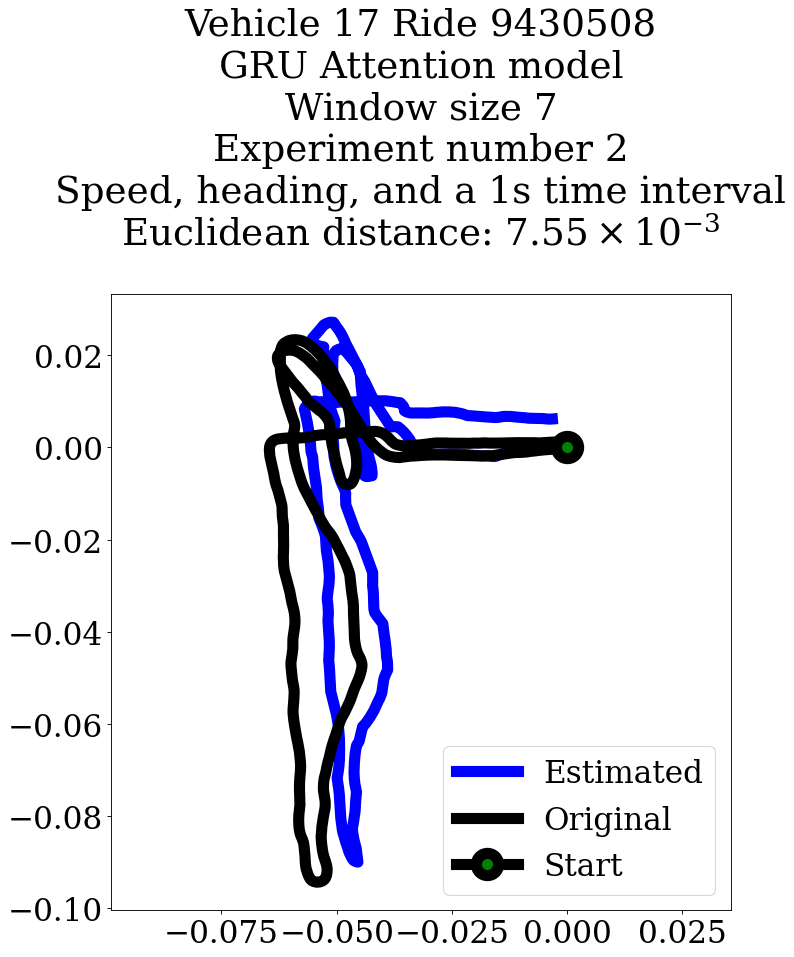 Vehicle 17 Ride 9430508
GRU Attention model
Window size 7
Experiment number 2
Speed, heading, and a 1s time interval
Euclidean distance: 7.55 × 10⁻³
0.02
0.00
−0.02
−0.04
−0.06
−0.08
−0.10
Estimated
Original
Start
−0.075 −0.050 −0.025 0.000 0.025